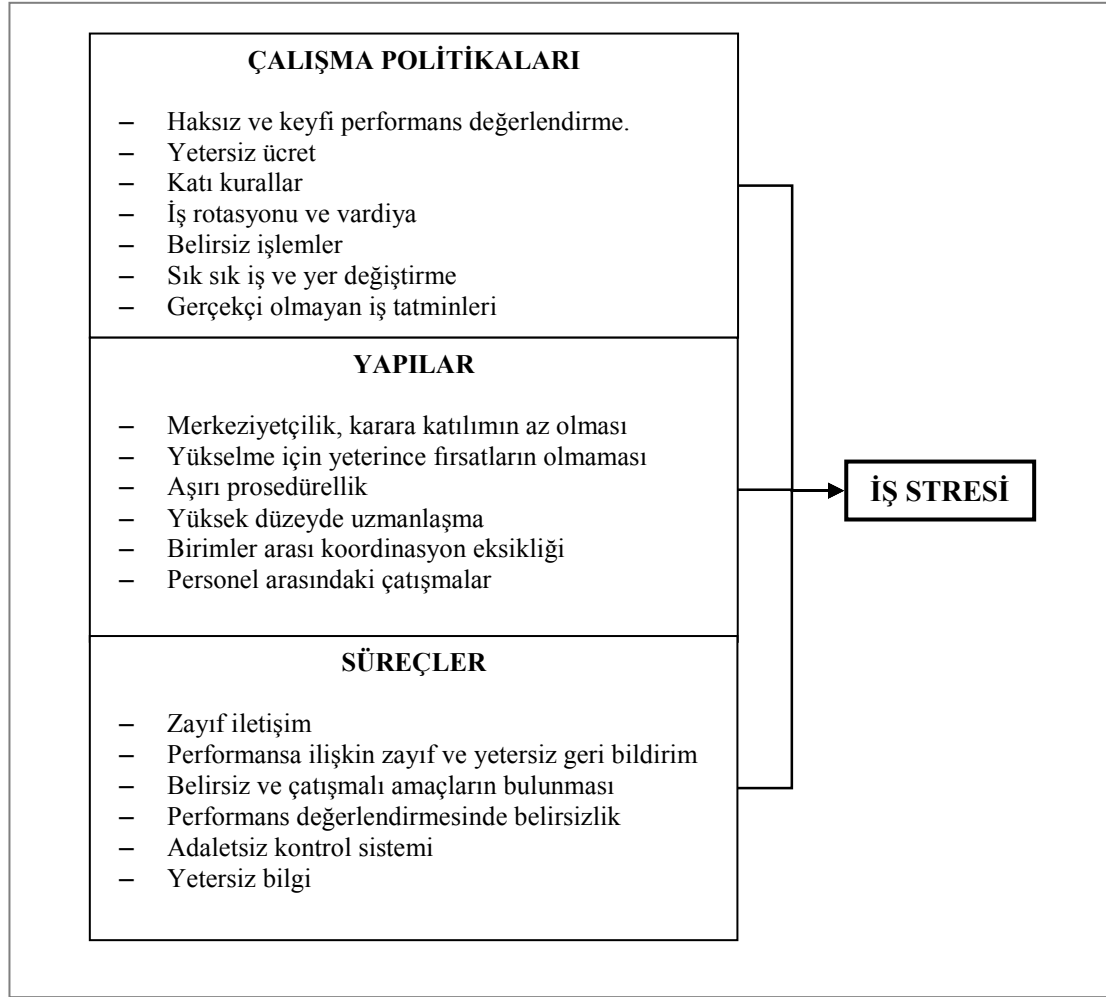 ÇALIŞMA POLİTİKALARI
– Haksız ve keyfi performans değerlendirme.
– Yetersiz ücret
– Katı kurallar
– İş rotasyonu ve vardiya
– Belirsiz işlemler
– Sık sık iş ve yer değiştirme
– Gerçekçi olmayan iş tatminleri
YAPILAR
– Merkeziyetçilik, karara katılımın az olması
– Yükselme için yeterince fırsatların olmaması
– Aşırı prosedürellik
– Yüksek düzeyde uzmanlaşma
– Birimler arası koordinasyon eksikliği
– Personel arasındaki çatışmalar
SÜREÇLER
– Zayıf iletişim
– Performansa ilişkin zayıf ve yetersiz geri bildirim
– Belirsiz ve çatışmalı amaçların bulunması
– Performans değerlendirmesinde belirsizlik
– Adaletsiz kontrol sistemi
– Yetersiz bilgi
İŞ STRESİ